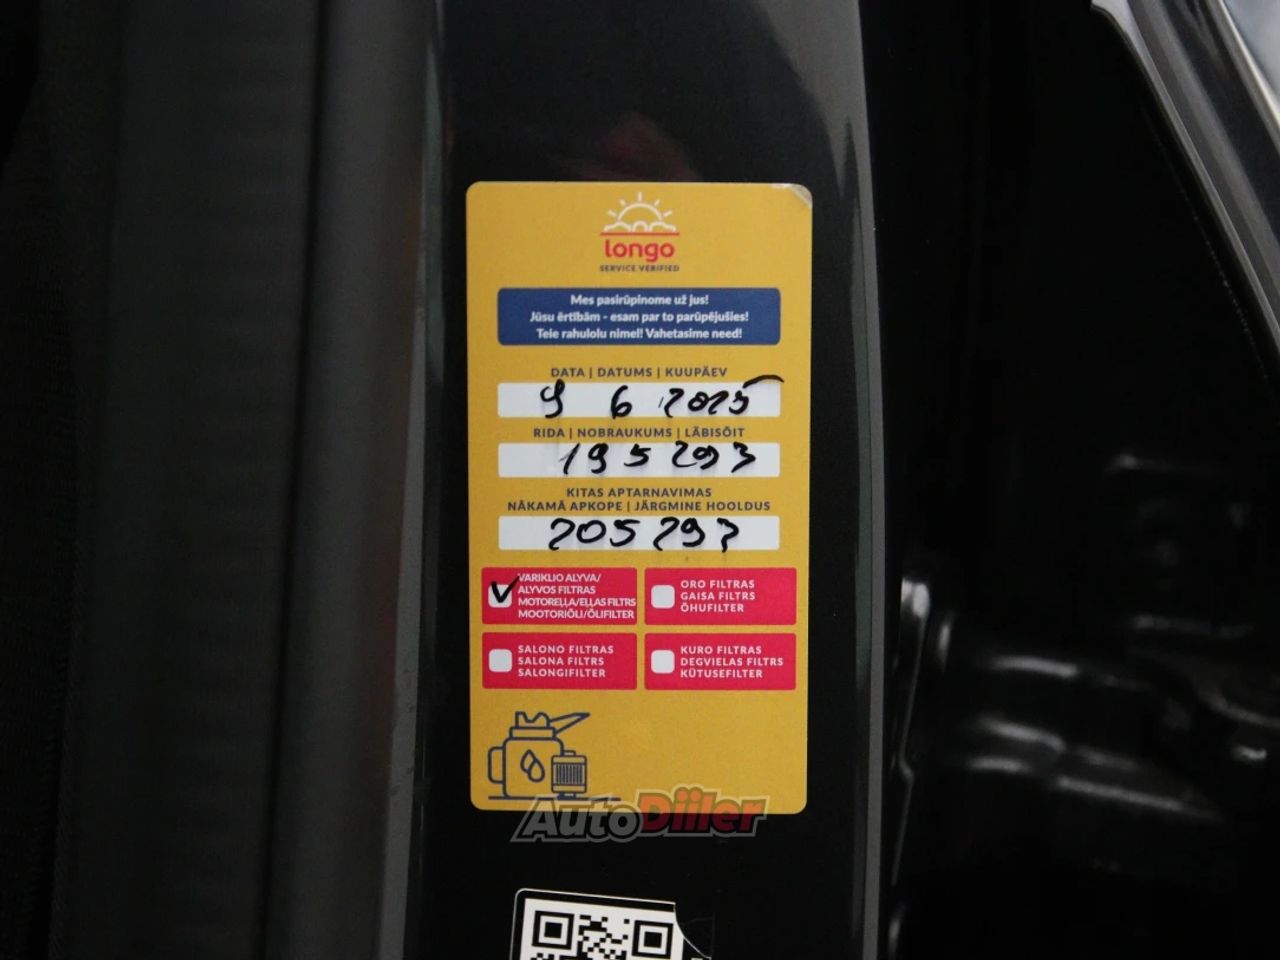 longo
SERVICE VERIFIED
Mes pasirūpinome už jus!
Jūsu ērtībām - esam par to parūpējušies!
Teie rahulolu nimel! Vahetasime need!
DATA | DATUMS | KUUPÄEV
9 6 2025
RIDA | NOBRAUKUMS | LÄBISÕIT
195293
KITAS APTARNAVIMAS
NĀKAMĀ APKOPE | JÄRGMINE HOOLDUS
205293
VARIKLIO ALYVA/
ALYVOS FILTRAS
MOTOREĻĻA/EĻĻAS FILTRS
MOOTORIÕLI/ÕLIFILTER
ORO FILTRAS
GAISA FILTRS
ÕHUFILTER
SALONO FILTRAS
SALONA FILTRS
SALONGIFILTER
KURO FILTRAS
DEGVIELAS FILTRS
KÜTUSEFILTER
AutoDiiler